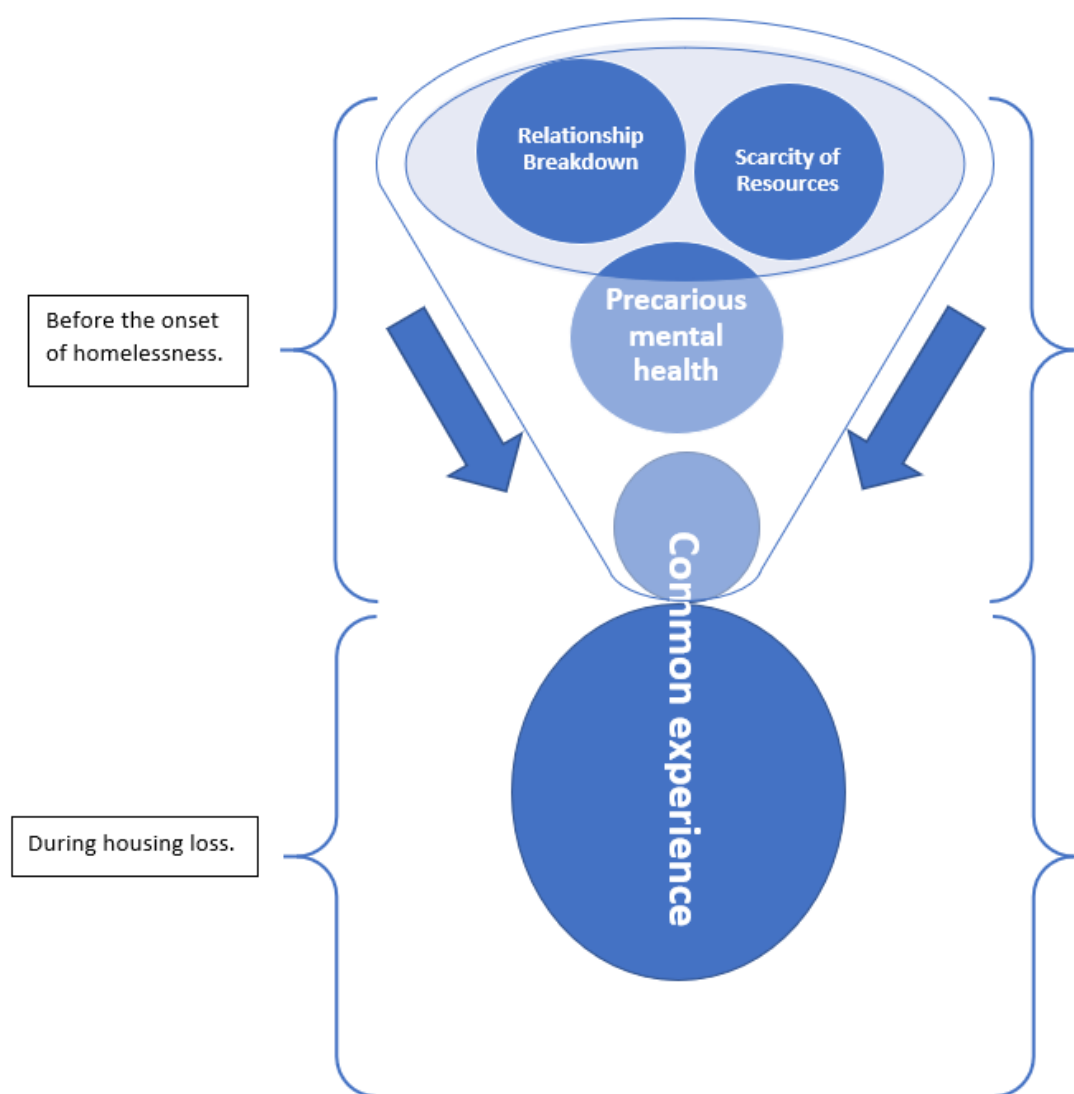 Relationship
Breakdown
Scarcity of
Resources
Precarious
mental
health
Before the onset
of homelessness.
Common experience
During housing loss.